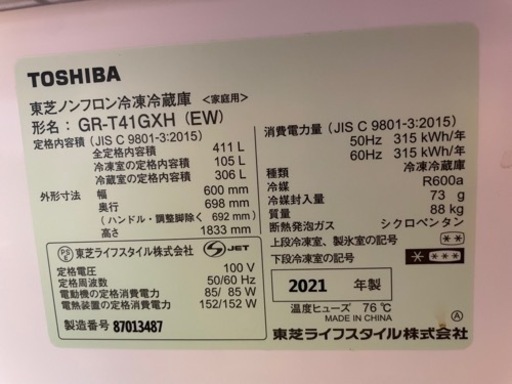 TOSHIBA
東芝ノンフロン冷凍冷蔵庫 <家庭用>
形名: GR-T41GXH (EW)
定格内容積 (JIS C 9801-3:2015)
全定格内容積 411 L
冷凍室の定格内容積 105 L
冷蔵室の定格内容積 306 L
外形寸法 幅 600 mm
奥行 698 mm
(ハンドル・調整脚除く 692 mm)
高さ 1833 mm
PS E 東芝ライフスタイル株式会社 S JET
定格電圧 100 V
定格周波数 50/60 Hz
電動機の定格消費電力 85/ 85 W
電熱装置の定格消費電力 152/152 W
製造番号 87013487
消費電力量 (JIS C 9801-3:2015)
50Hz 315 kWh/年
60Hz 315 kWh/年
種類 冷凍冷蔵庫
冷媒 R600a
冷媒封入量 73 g
質量 88 kg
断熱発泡ガス シクロペンタン
上段冷凍室、製氷室の記号 **
下段冷凍室の記号 * ***
2021 年製
温度ヒューズ 76℃
MADE IN CHINA
A
東芝ライフスタイル株式会社